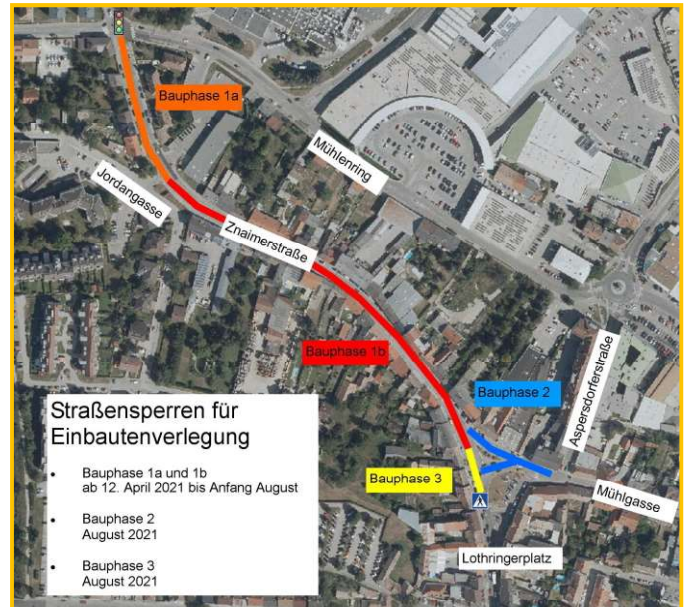 Bauphase 1a
Mühlenring
Jordangasse
Znaimerstraße
Bauphase 1b
Aspersdorferstraße
Bauphase 2
Straßensperren für
Einbautenverlegung
• Bauphase 1a und 1b
ab 12. April 2021 bis Anfang August
• Bauphase 2
August 2021
• Bauphase 3
August 2021
Bauphase 3
Mühlgasse
Lothringerplatz